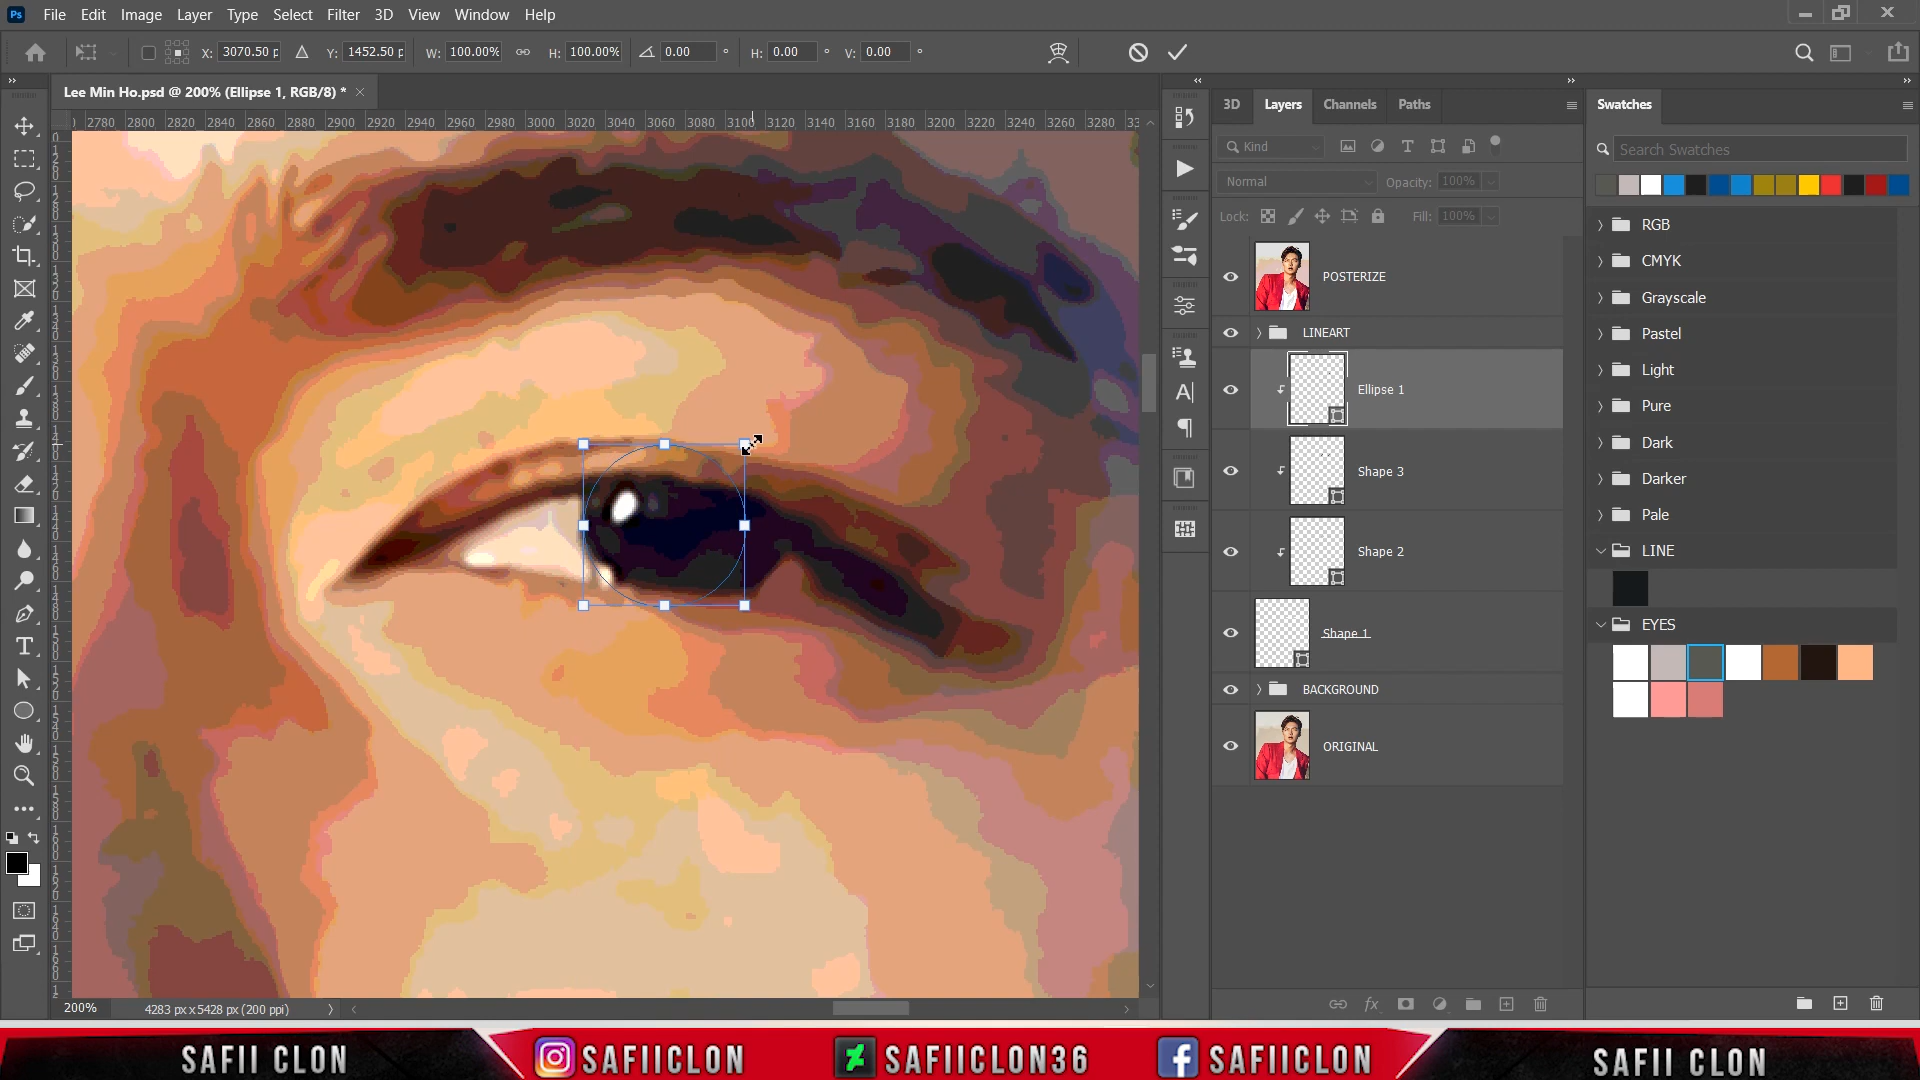 Ps File Edit Image Layer Type Select Filter 3D View Window Help
X: 3070.50 p Y: 1452.50 p W: 100.00% H: 100.00% 0.00 ° H: 0.00 ° V: 0.00 °
Lee Min Ho.psd @ 200% (Ellipse 1, RGB/8) *
2780 2800 2820 2840 2860 2880 2900 2920 2940 2960 2980 3000 3020 3040 3060 3080 3100 3120 3140 3160 3180 3200 3220 3240 3260 3280
3D Layers Channels Paths
Kind
Normal Opacity: 100%
Lock: Fill: 100%
POSTERIZE
LINEART
Ellipse 1
Shape 3
Shape 2
Shape 1
BACKGROUND
ORIGINAL
Swatches
Search Swatches
RGB
CMYK
Grayscale
Pastel
Light
Pure
Dark
Darker
Pale
LINE
EYES
200% 4283 px x 5428 px (200 ppi)
SAFII CLON SAFIICLON SAFIICLON36 SAFIICLON SAFII CLON